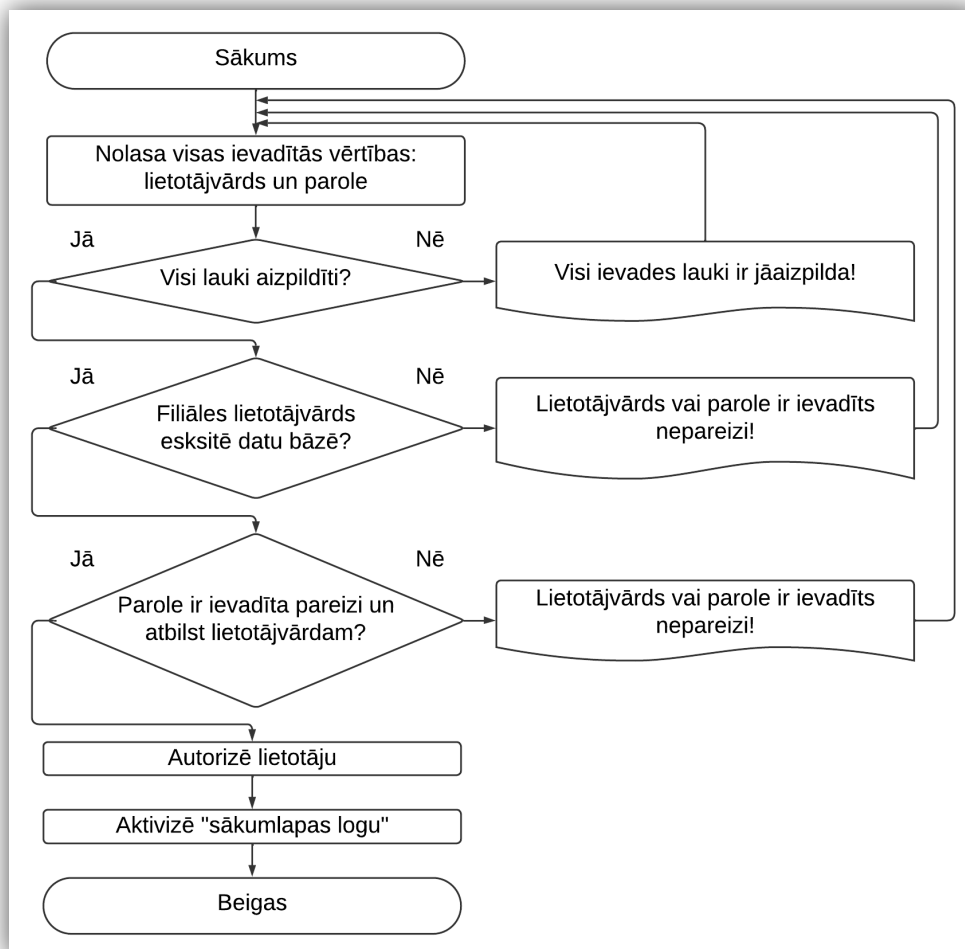 Sākums
Nolasa visas ievadītās vērtības:
lietotājvārds un parole
Jā
Nē
Visi lauki aizpildīti?
Visi ievades lauki ir jāaizpilda!
Jā
Nē
Filiāles lietotājvārds
esksitē datu bāzē?
Lietotājvārds vai parole ir ievadīts
nepareizi!
Jā
Nē
Parole ir ievadīta pareizi un
atbilst lietotājvārdam?
Lietotājvārds vai parole ir ievadīts
nepareizi!
Autorizē lietotāju
Aktivizē "sākumlapas logu"
Beigas